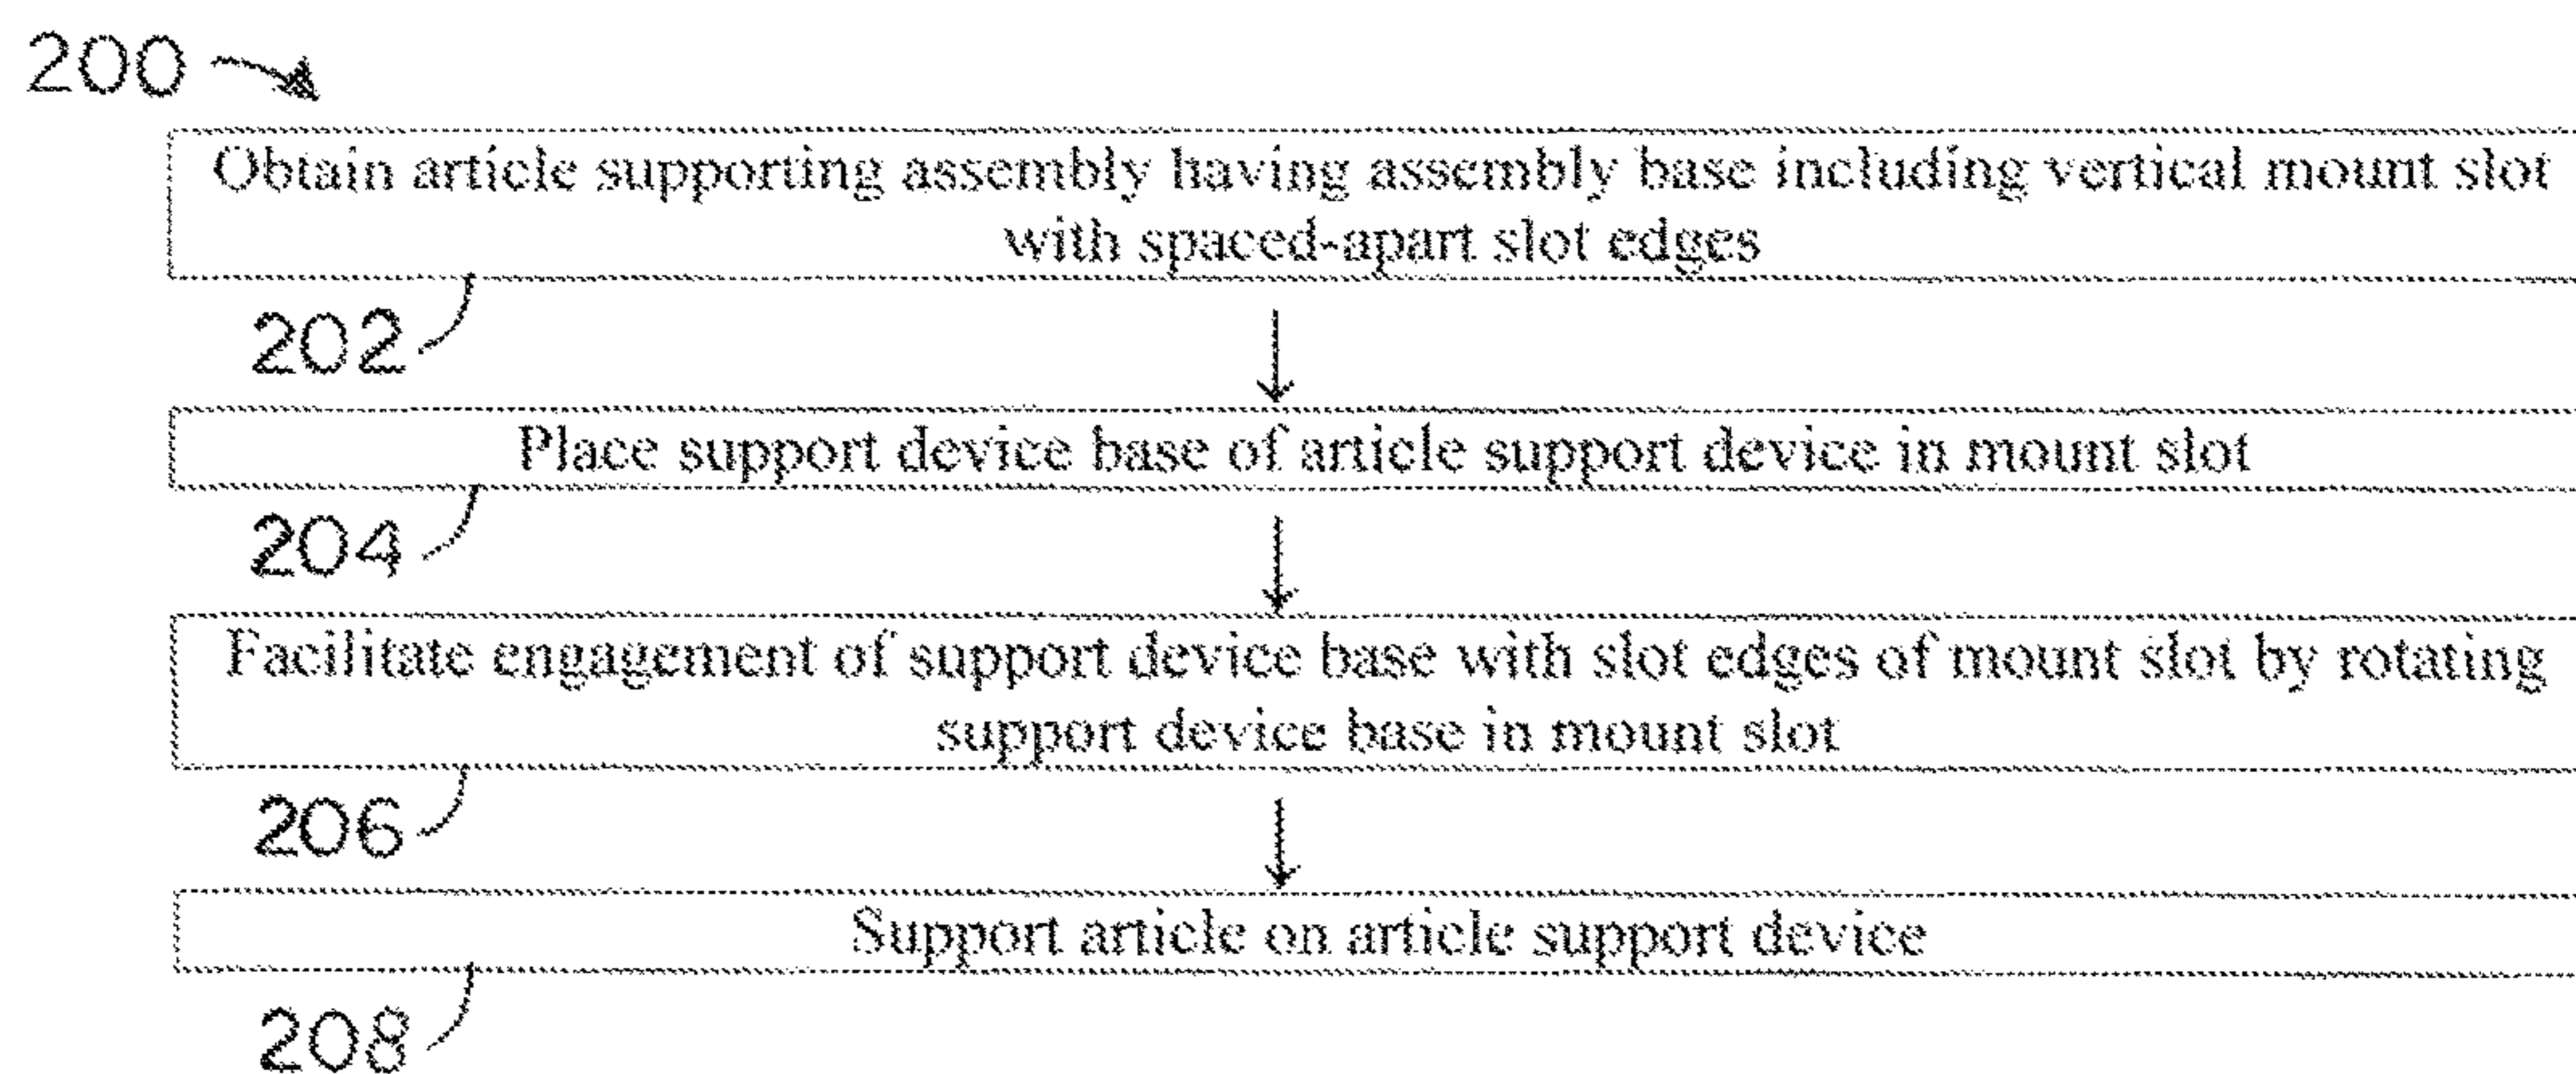 200
Obtain article supporting assembly having assembly base including vertical mount slot
with spaced-apart slot edges
202
Place support device base of article support device in mount slot
204
Facilitate engagement of support device base with slot edges of mount slot by rotating
support device base in mount slot
206
Support article on article support device
208